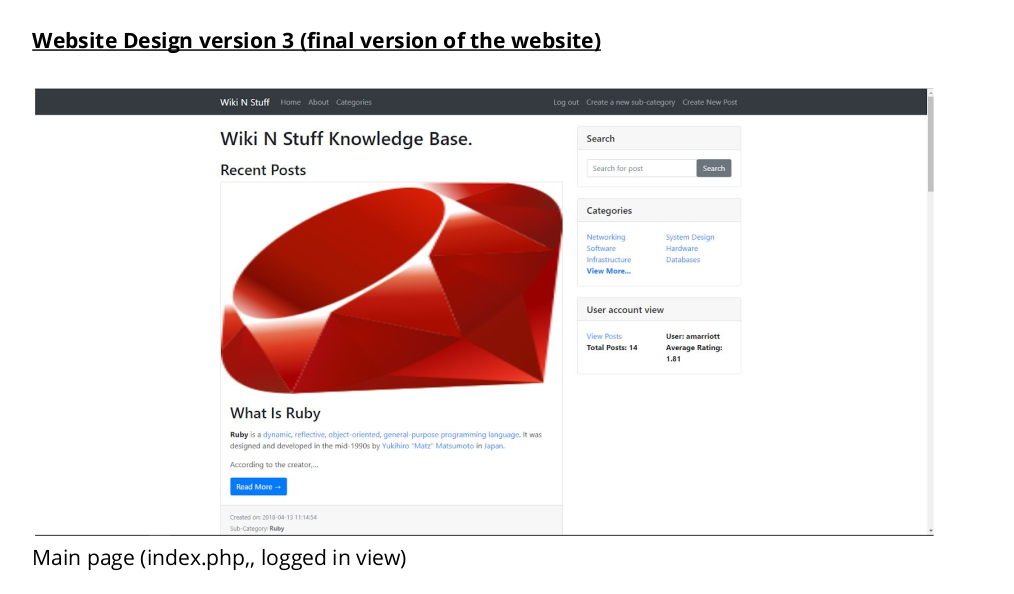 Website Design version 3 (final version of the website)
Wiki N Stuff Home About Categories Log out Create a new sub-category Create New Post
Wiki N Stuff Knowledge Base.
Recent Posts
What Is Ruby
Ruby is a dynamic, reflective, object-oriented, general-purpose programming language. It was
designed and developed in the mid-1990s by Yukihiro "Matz" Matsumoto in Japan.
According to the creator,...
Read More →
Created on: 2018-04-13 11:14:54
Sub-Category: Ruby
Search
Search for post Search
Categories
Networking System Design
Software Hardware
Infrastructure Databases
View More...
User account view
View Posts User: amarriott
Total Posts: 14 Average Rating:
1.81
Main page (index.php,, logged in view)